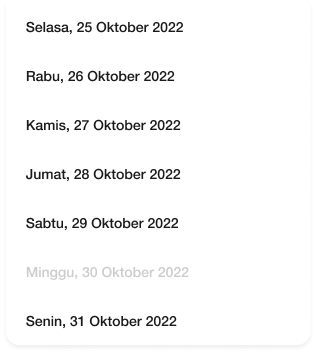 Selasa, 25 Oktober 2022
Rabu, 26 Oktober 2022
Kamis, 27 Oktober 2022
Jumat, 28 Oktober 2022
Sabtu, 29 Oktober 2022
Minggu, 30 Oktober 2022
Senin, 31 Oktober 2022